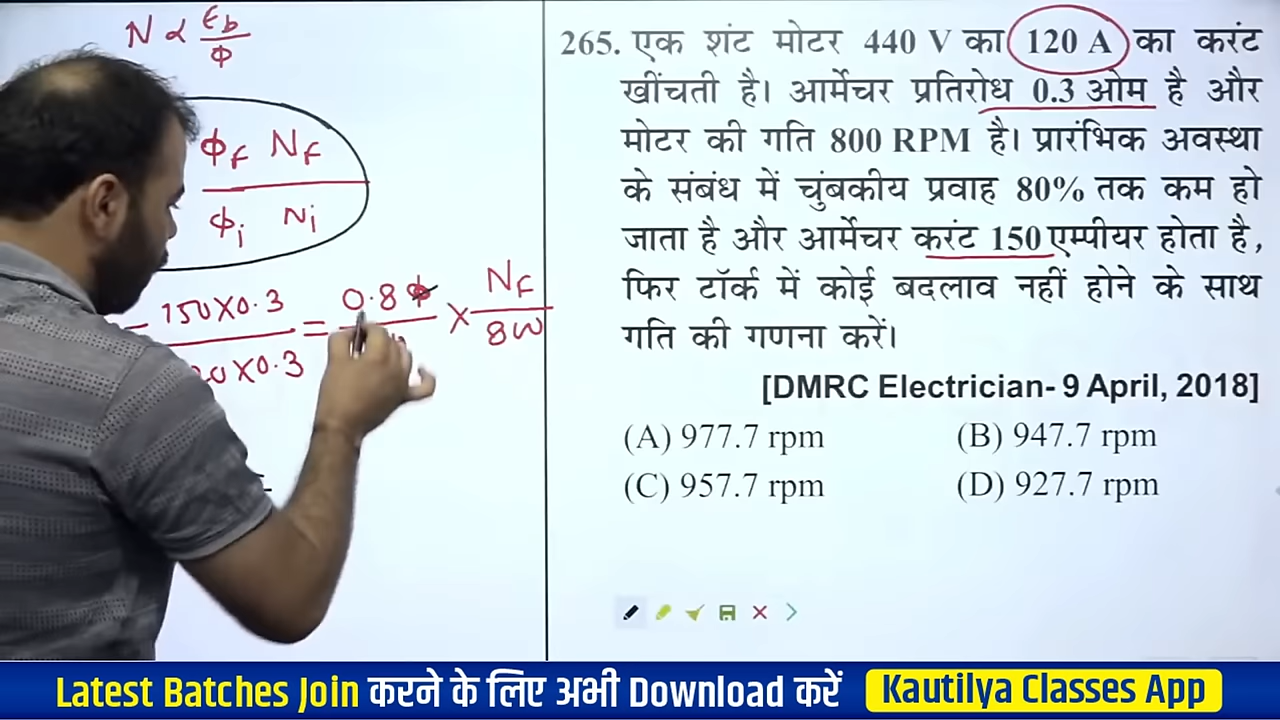 N ∝ Eb/Φ
ΦF NF
Φi Ni
150×0.3 = 0.8Φ × NF
0×0.3 800
265. एक शंट मोटर 440 V का 120 A का करंट
खींचती है। आर्मेचर प्रतिरोध 0.3 ओम है और
मोटर की गति 800 RPM है। प्रारंभिक अवस्था
के संबंध में चुंबकीय प्रवाह 80% तक कम हो
जाता है और आर्मेचर करंट 150 एम्पीयर होता है,
फिर टॉर्क में कोई बदलाव नहीं होने के साथ
गति की गणना करें।
[DMRC Electrician- 9 April, 2018]
(A) 977.7 rpm (B) 947.7 rpm
(C) 957.7 rpm (D) 927.7 rpm
Latest Batches Join करने के लिए अभी Download करें Kautilya Classes App